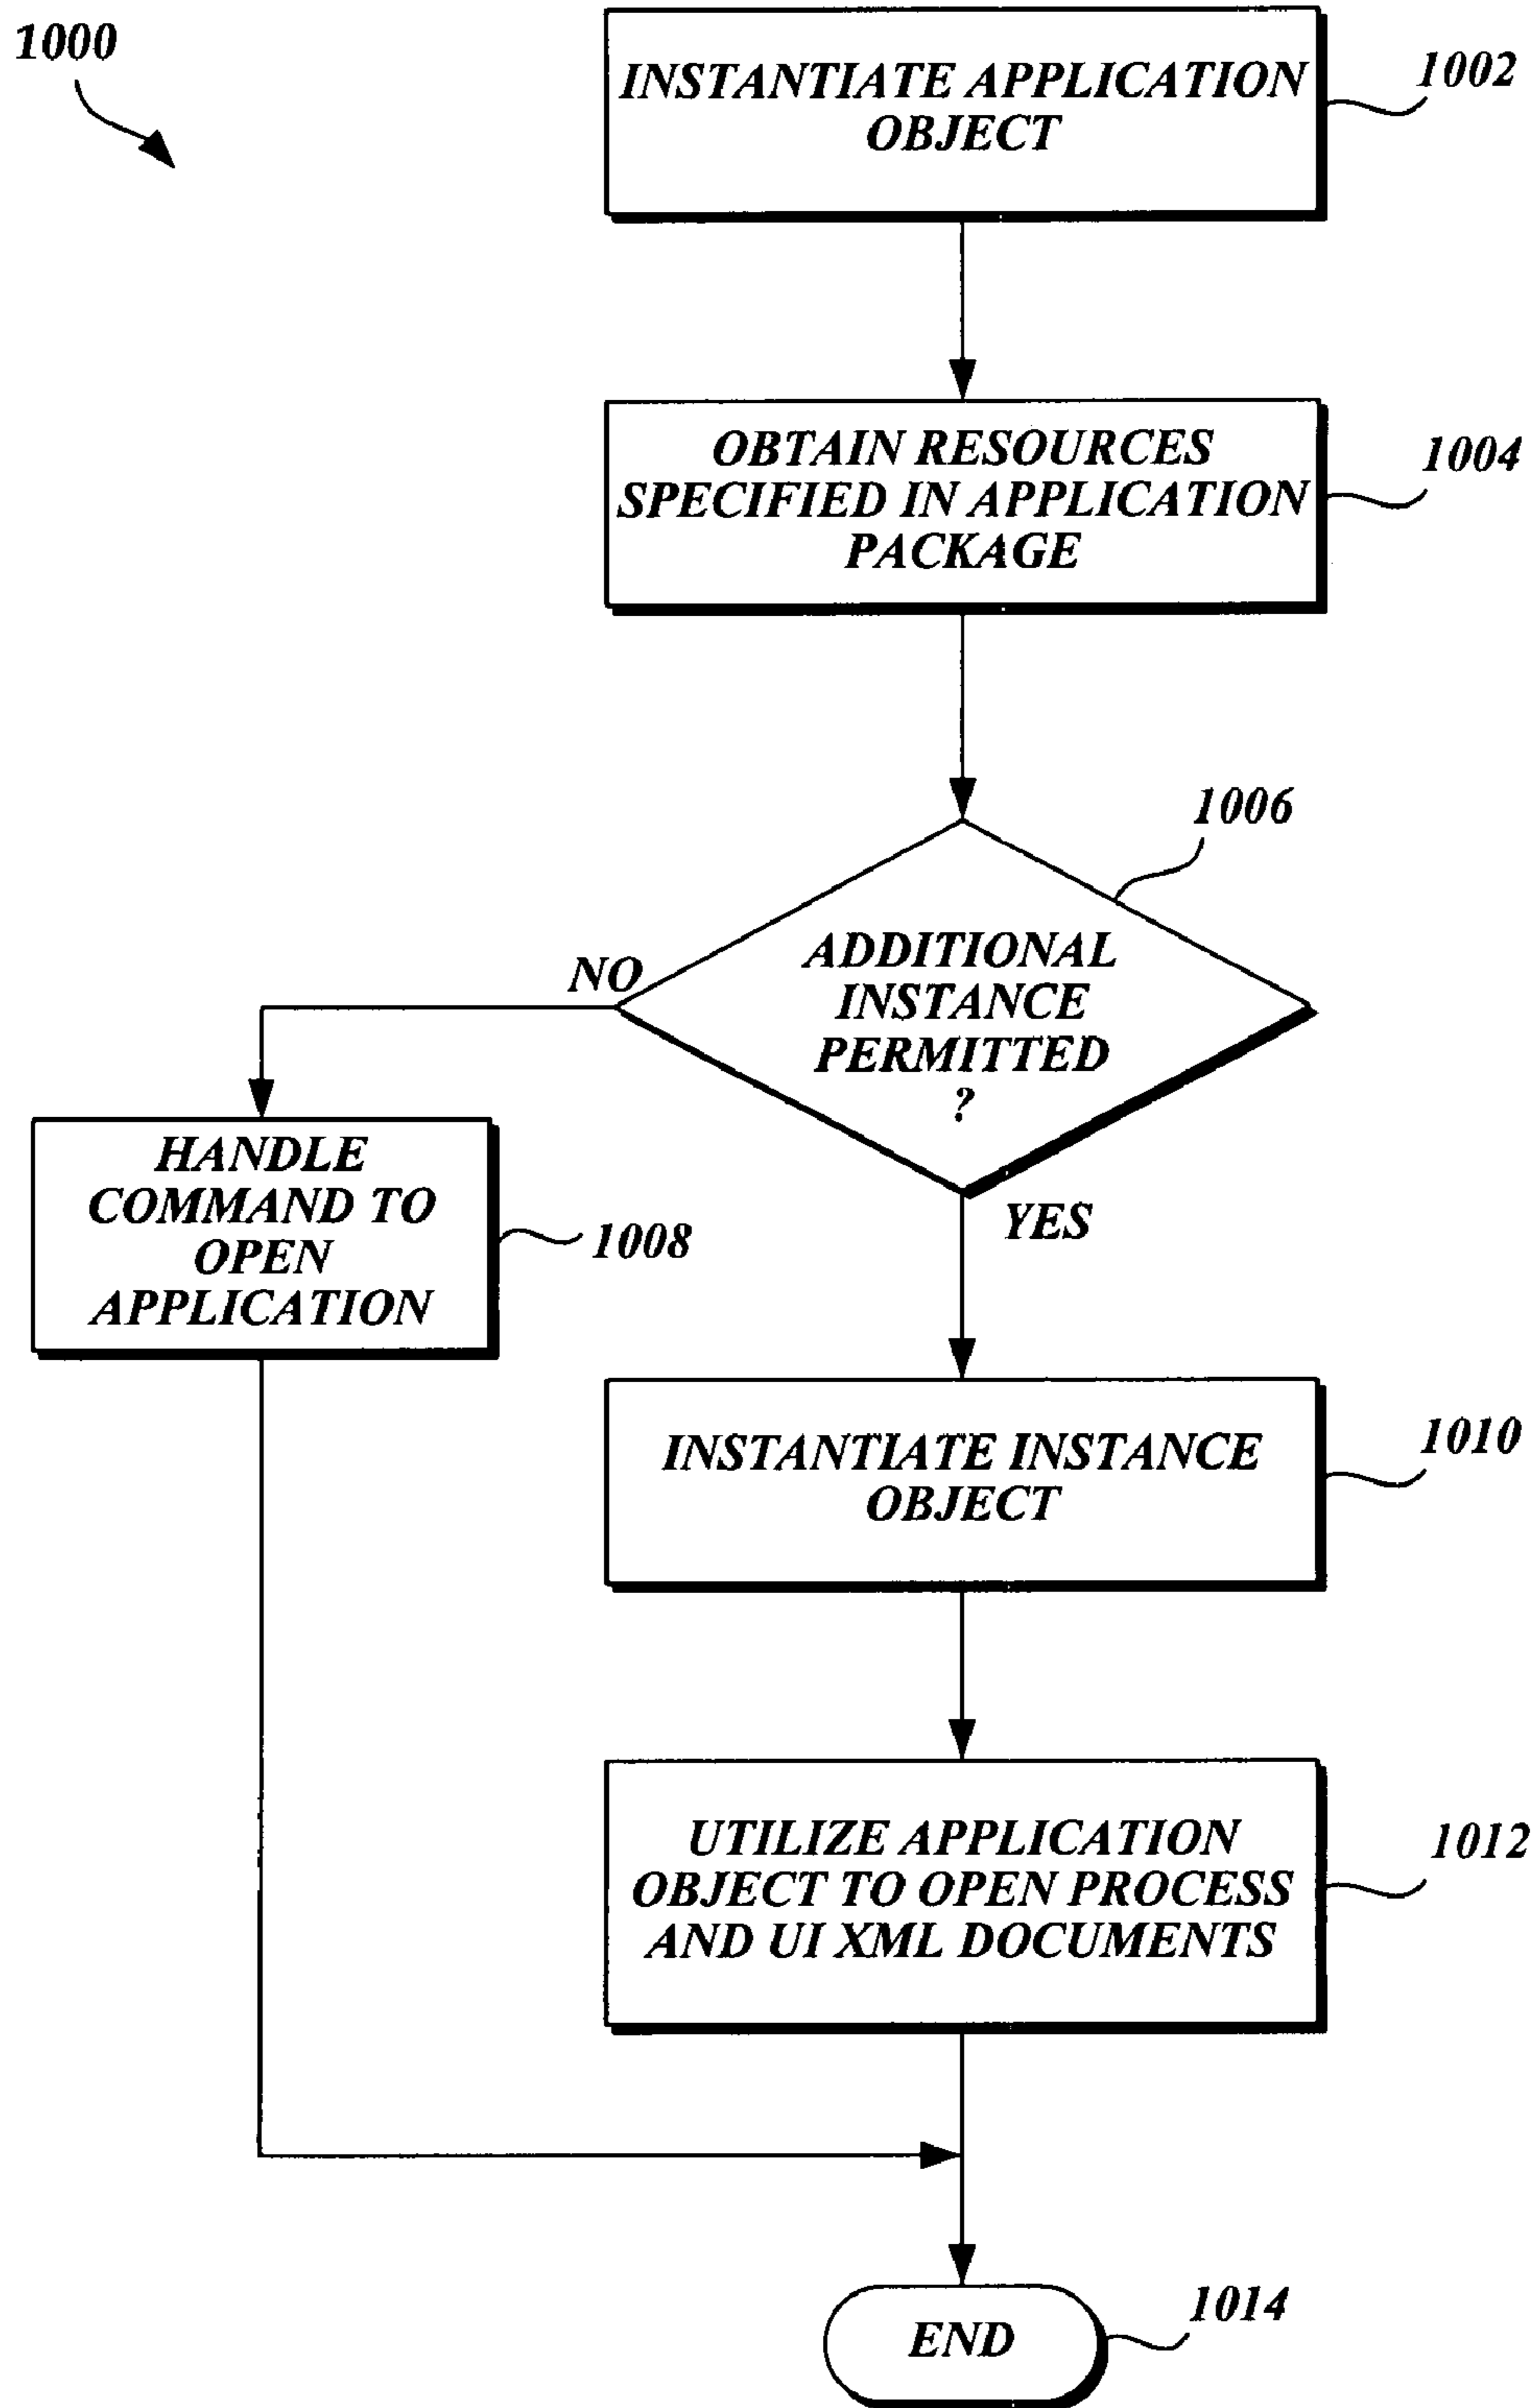 1000
INSTANTIATE APPLICATION
OBJECT
1002
OBTAIN RESOURCES
SPECIFIED IN APPLICATION
PACKAGE
1004
1006
ADDITIONAL
INSTANCE
PERMITTED
?
NO
YES
HANDLE
COMMAND TO
OPEN
APPLICATION
1008
INSTANTIATE INSTANCE
OBJECT
1010
UTILIZE APPLICATION
OBJECT TO OPEN PROCESS
AND UI XML DOCUMENTS
1012
END
1014